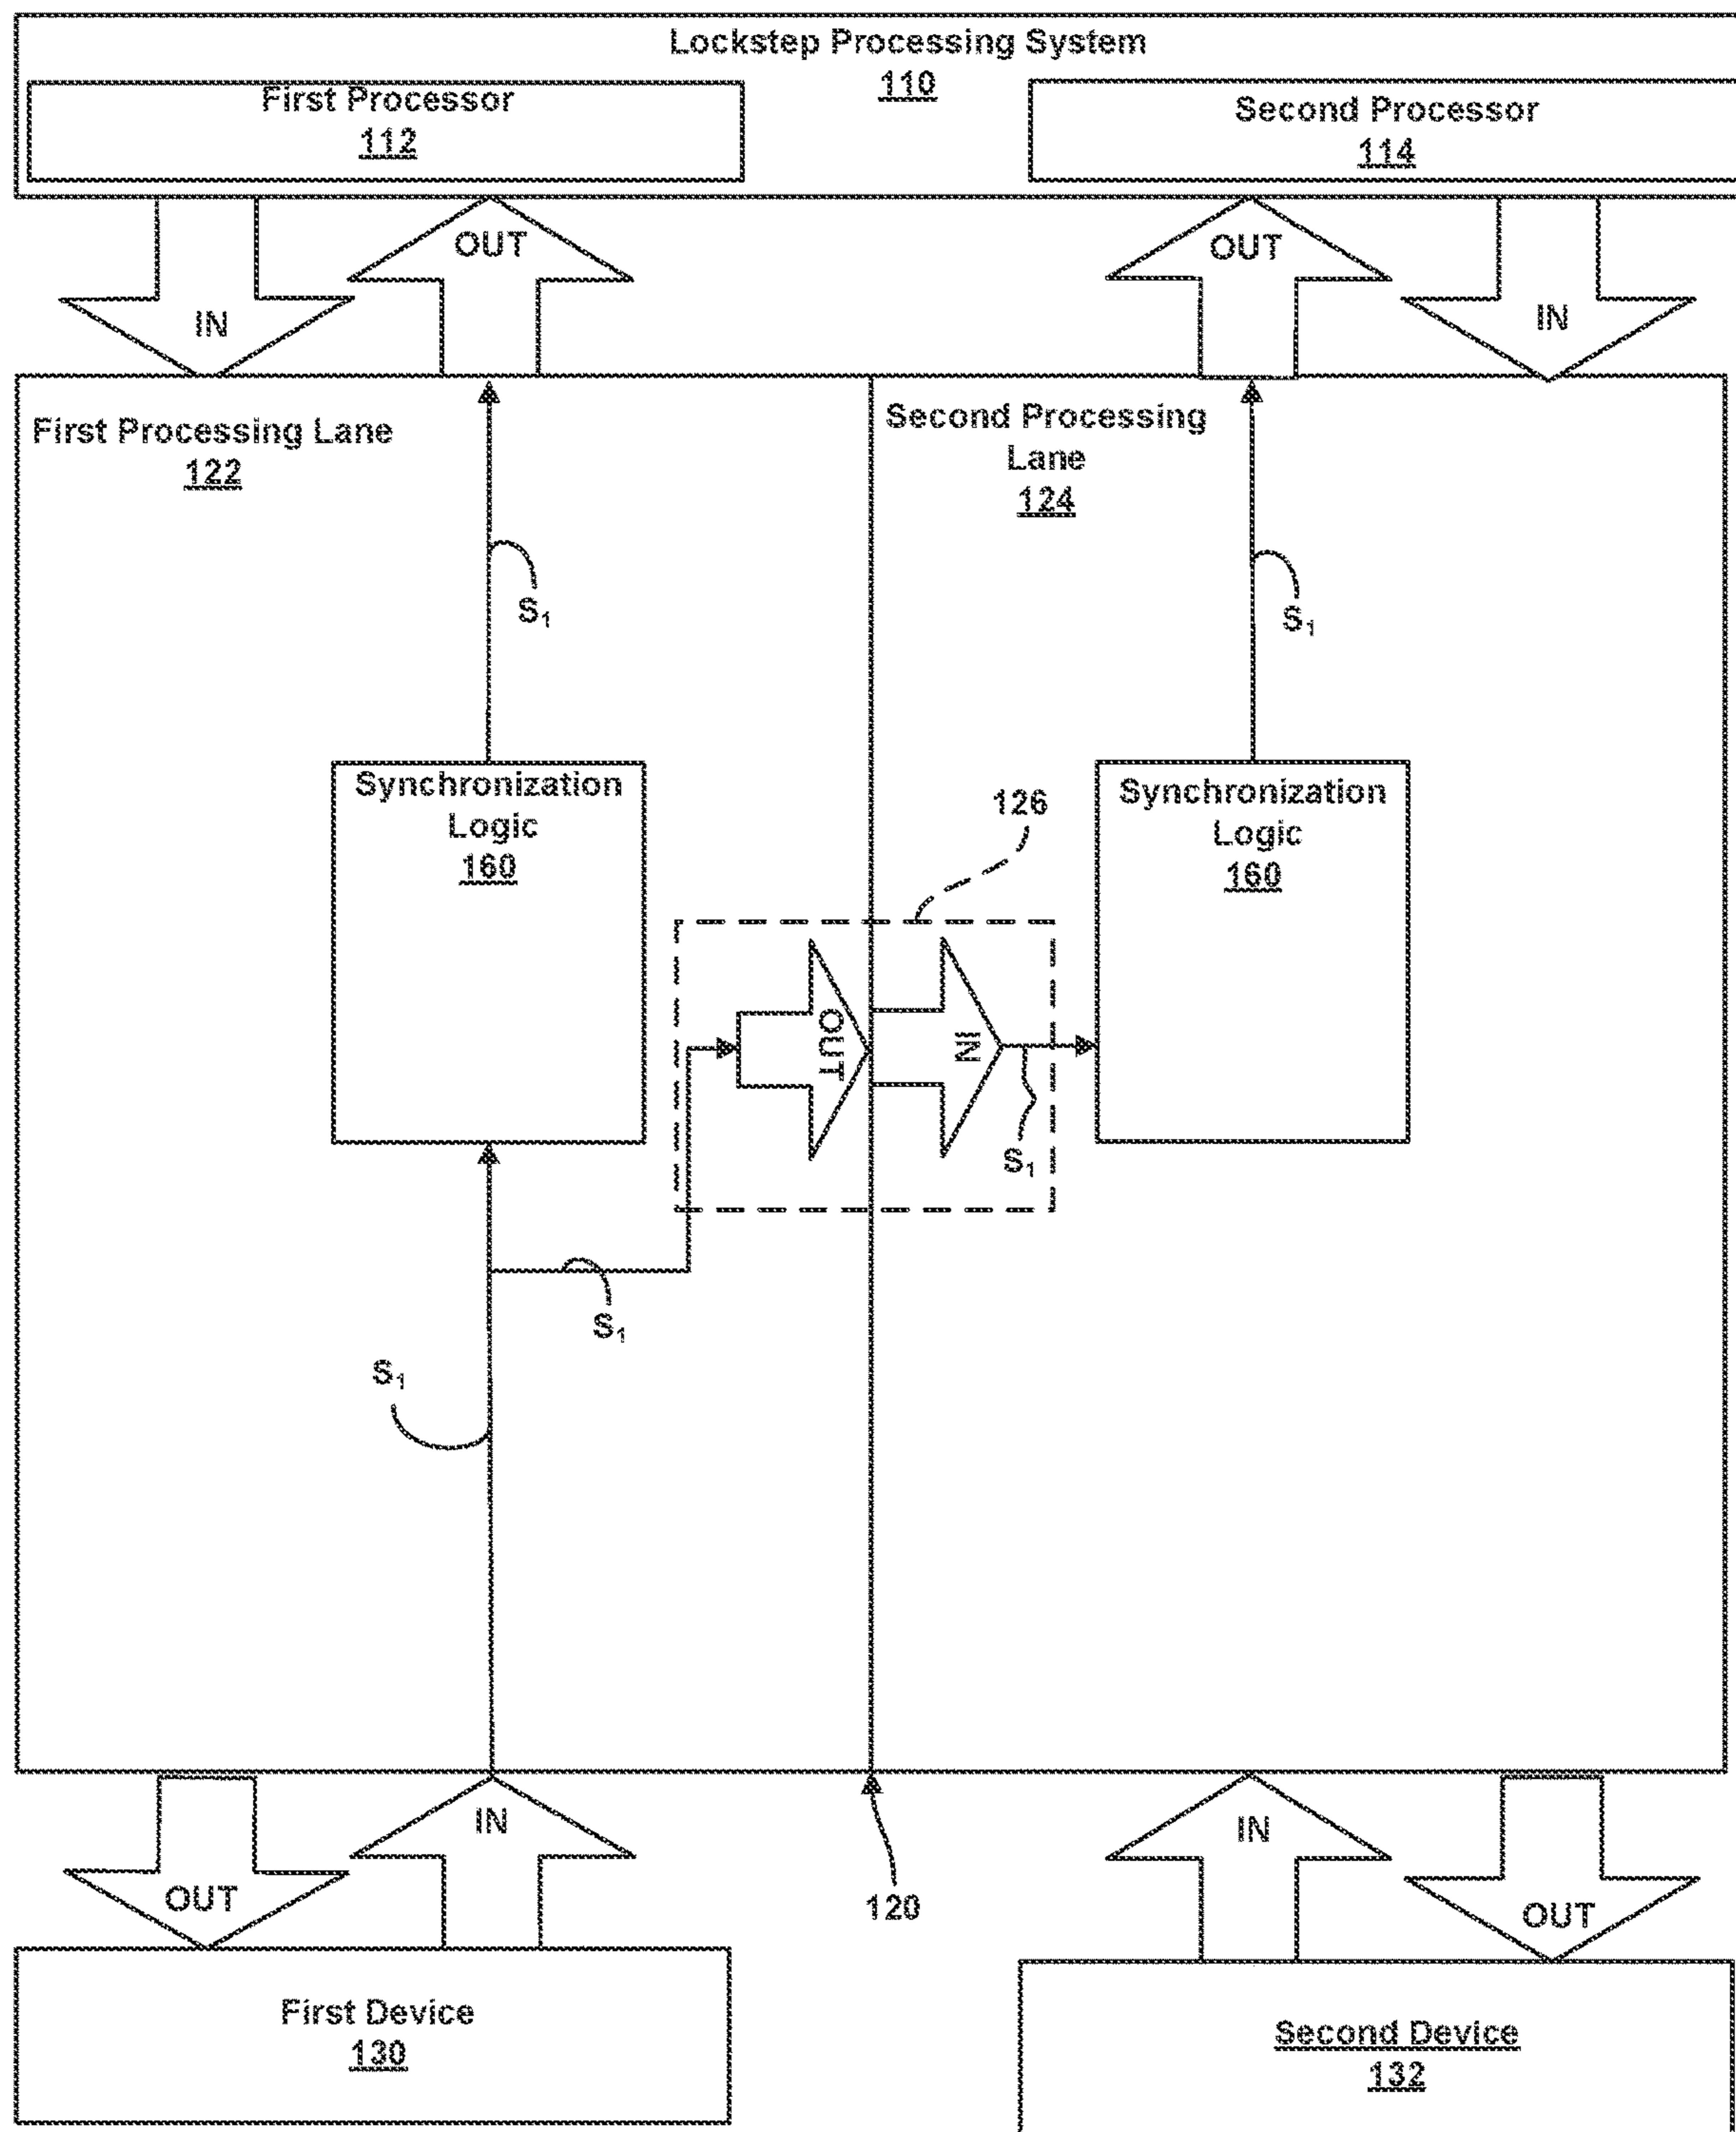 Lockstep Processing System
110
First Processor
112
Second Processor
114
IN
OUT
OUT
IN
First Processing Lane
122
Second Processing
Lane
124
S1
S1
Synchronization
Logic
160
126
Synchronization
Logic
160
OUT
IN
S1
S1
S1
OUT
IN
120
IN
OUT
First Device
130
Second Device
132